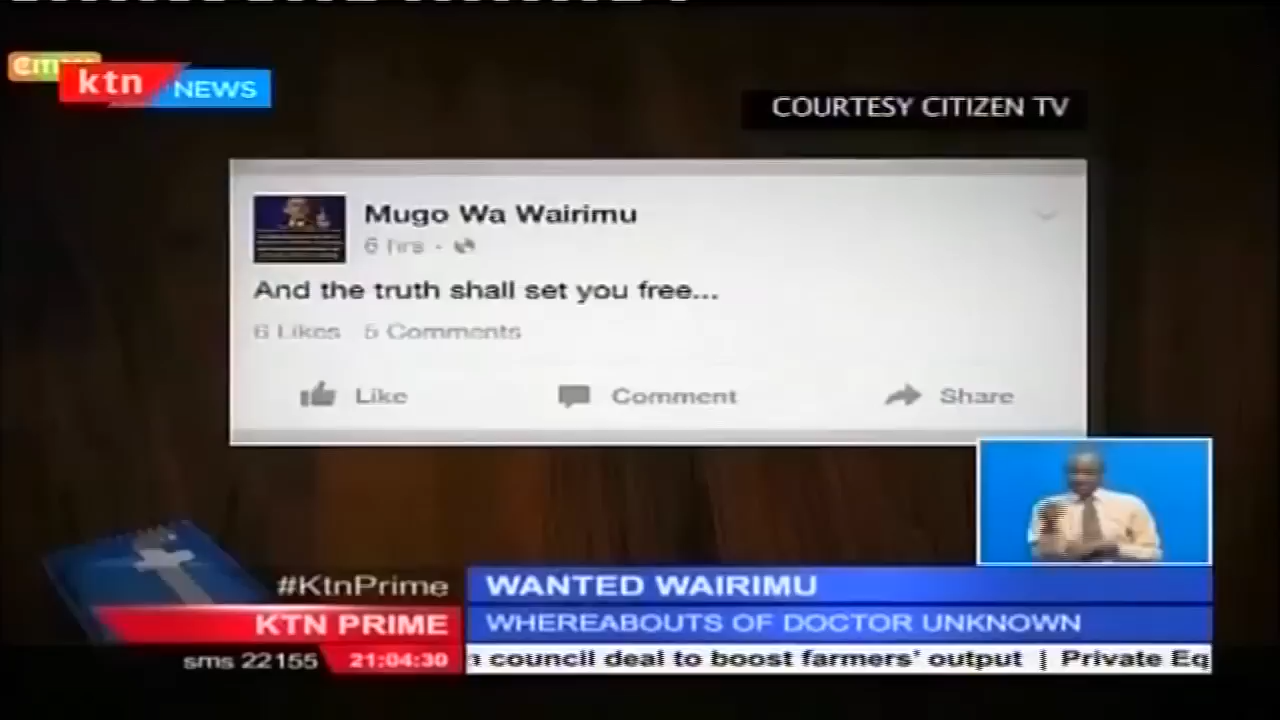 ktn NEWS
COURTESY CITIZEN TV
Mugo Wa Wairimu
6 hrs ·
And the truth shall set you free...
6 Likes 5 Comments
Like Comment Share
#KtnPrime
WANTED WAIRIMU
KTN PRIME
WHEREABOUTS OF DOCTOR UNKNOWN
sms 22155
21:04:30
council deal to boost farmers' output | Private Eq